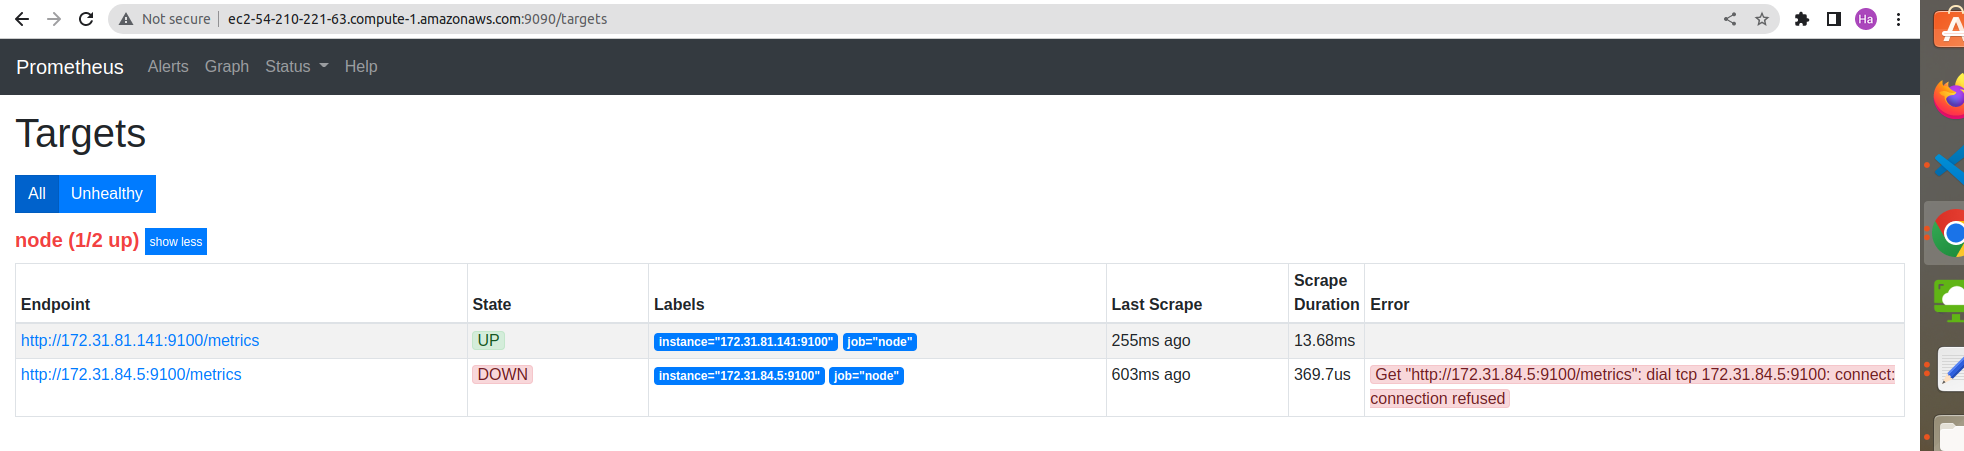 Not secure ec2-54-210-221-63.compute-1.amazonaws.com:9090/targets Ha
Prometheus Alerts Graph Status Help
Targets
All Unhealthy
node (1/2 up) show less
Endpoint State Labels Last Scrape Scrape Duration Error
http://172.31.81.141:9100/metrics UP instance="172.31.81.141:9100" job="node" 255ms ago 13.68ms
http://172.31.84.5:9100/metrics DOWN instance="172.31.84.5:9100" job="node" 603ms ago 369.7us Get "http://172.31.84.5:9100/metrics": dial tcp 172.31.84.5:9100: connect:
connection refused